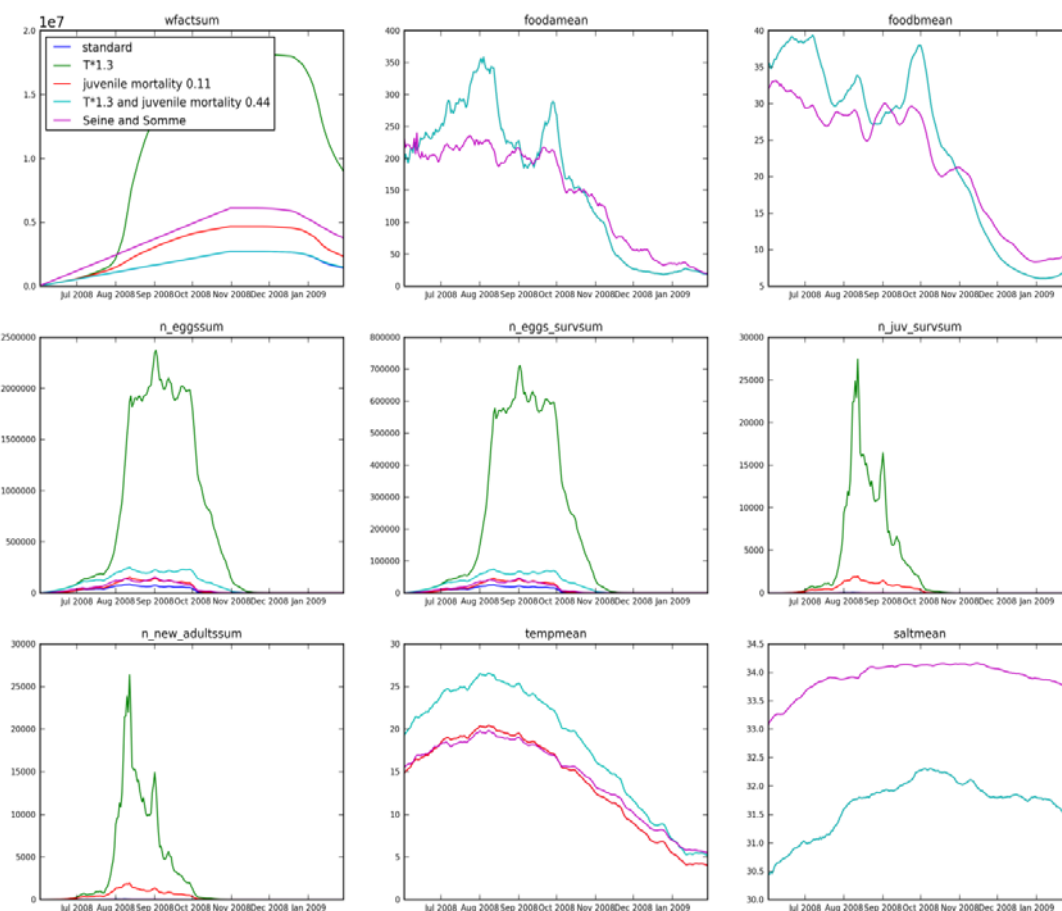 wfactsum
1e7
2.0
1.5
1.0
0.5
0.0
standard
T*1.3
juvenile mortality 0.11
T*1.3 and juvenile mortality 0.44
Seine and Somme
Jul 2008 Aug 2008 Sep 2008 Oct 2008 Nov 2008 Dec 2008 Jan 2009
foodamean
400
350
300
250
200
150
100
50
0
Jul 2008 Aug 2008 Sep 2008 Oct 2008 Nov 2008 Dec 2008 Jan 2009
foodbmean
40
35
30
25
20
15
10
5
Jul 2008 Aug 2008 Sep 2008 Oct 2008 Nov 2008 Dec 2008 Jan 2009
n_eggssum
2500000
2000000
1500000
1000000
500000
0
Jul 2008 Aug 2008 Sep 2008 Oct 2008 Nov 2008 Dec 2008 Jan 2009
n_eggs_survsum
800000
700000
600000
500000
400000
300000
200000
100000
0
Jul 2008 Aug 2008 Sep 2008 Oct 2008 Nov 2008 Dec 2008 Jan 2009
n_juv_survsum
30000
25000
20000
15000
10000
5000
0
Jul 2008 Aug 2008 Sep 2008 Oct 2008 Nov 2008 Dec 2008 Jan 2009
n_new_adultssum
30000
25000
20000
15000
10000
5000
0
Jul 2008 Aug 2008 Sep 2008 Oct 2008 Nov 2008 Dec 2008 Jan 2009
tempmean
30
25
20
15
10
5
0
Jul 2008 Aug 2008 Sep 2008 Oct 2008 Nov 2008 Dec 2008 Jan 2009
saltmean
34.5
34.0
33.5
33.0
32.5
32.0
31.5
31.0
30.5
30.0
Jul 2008 Aug 2008 Sep 2008 Oct 2008 Nov 2008 Dec 2008 Jan 2009